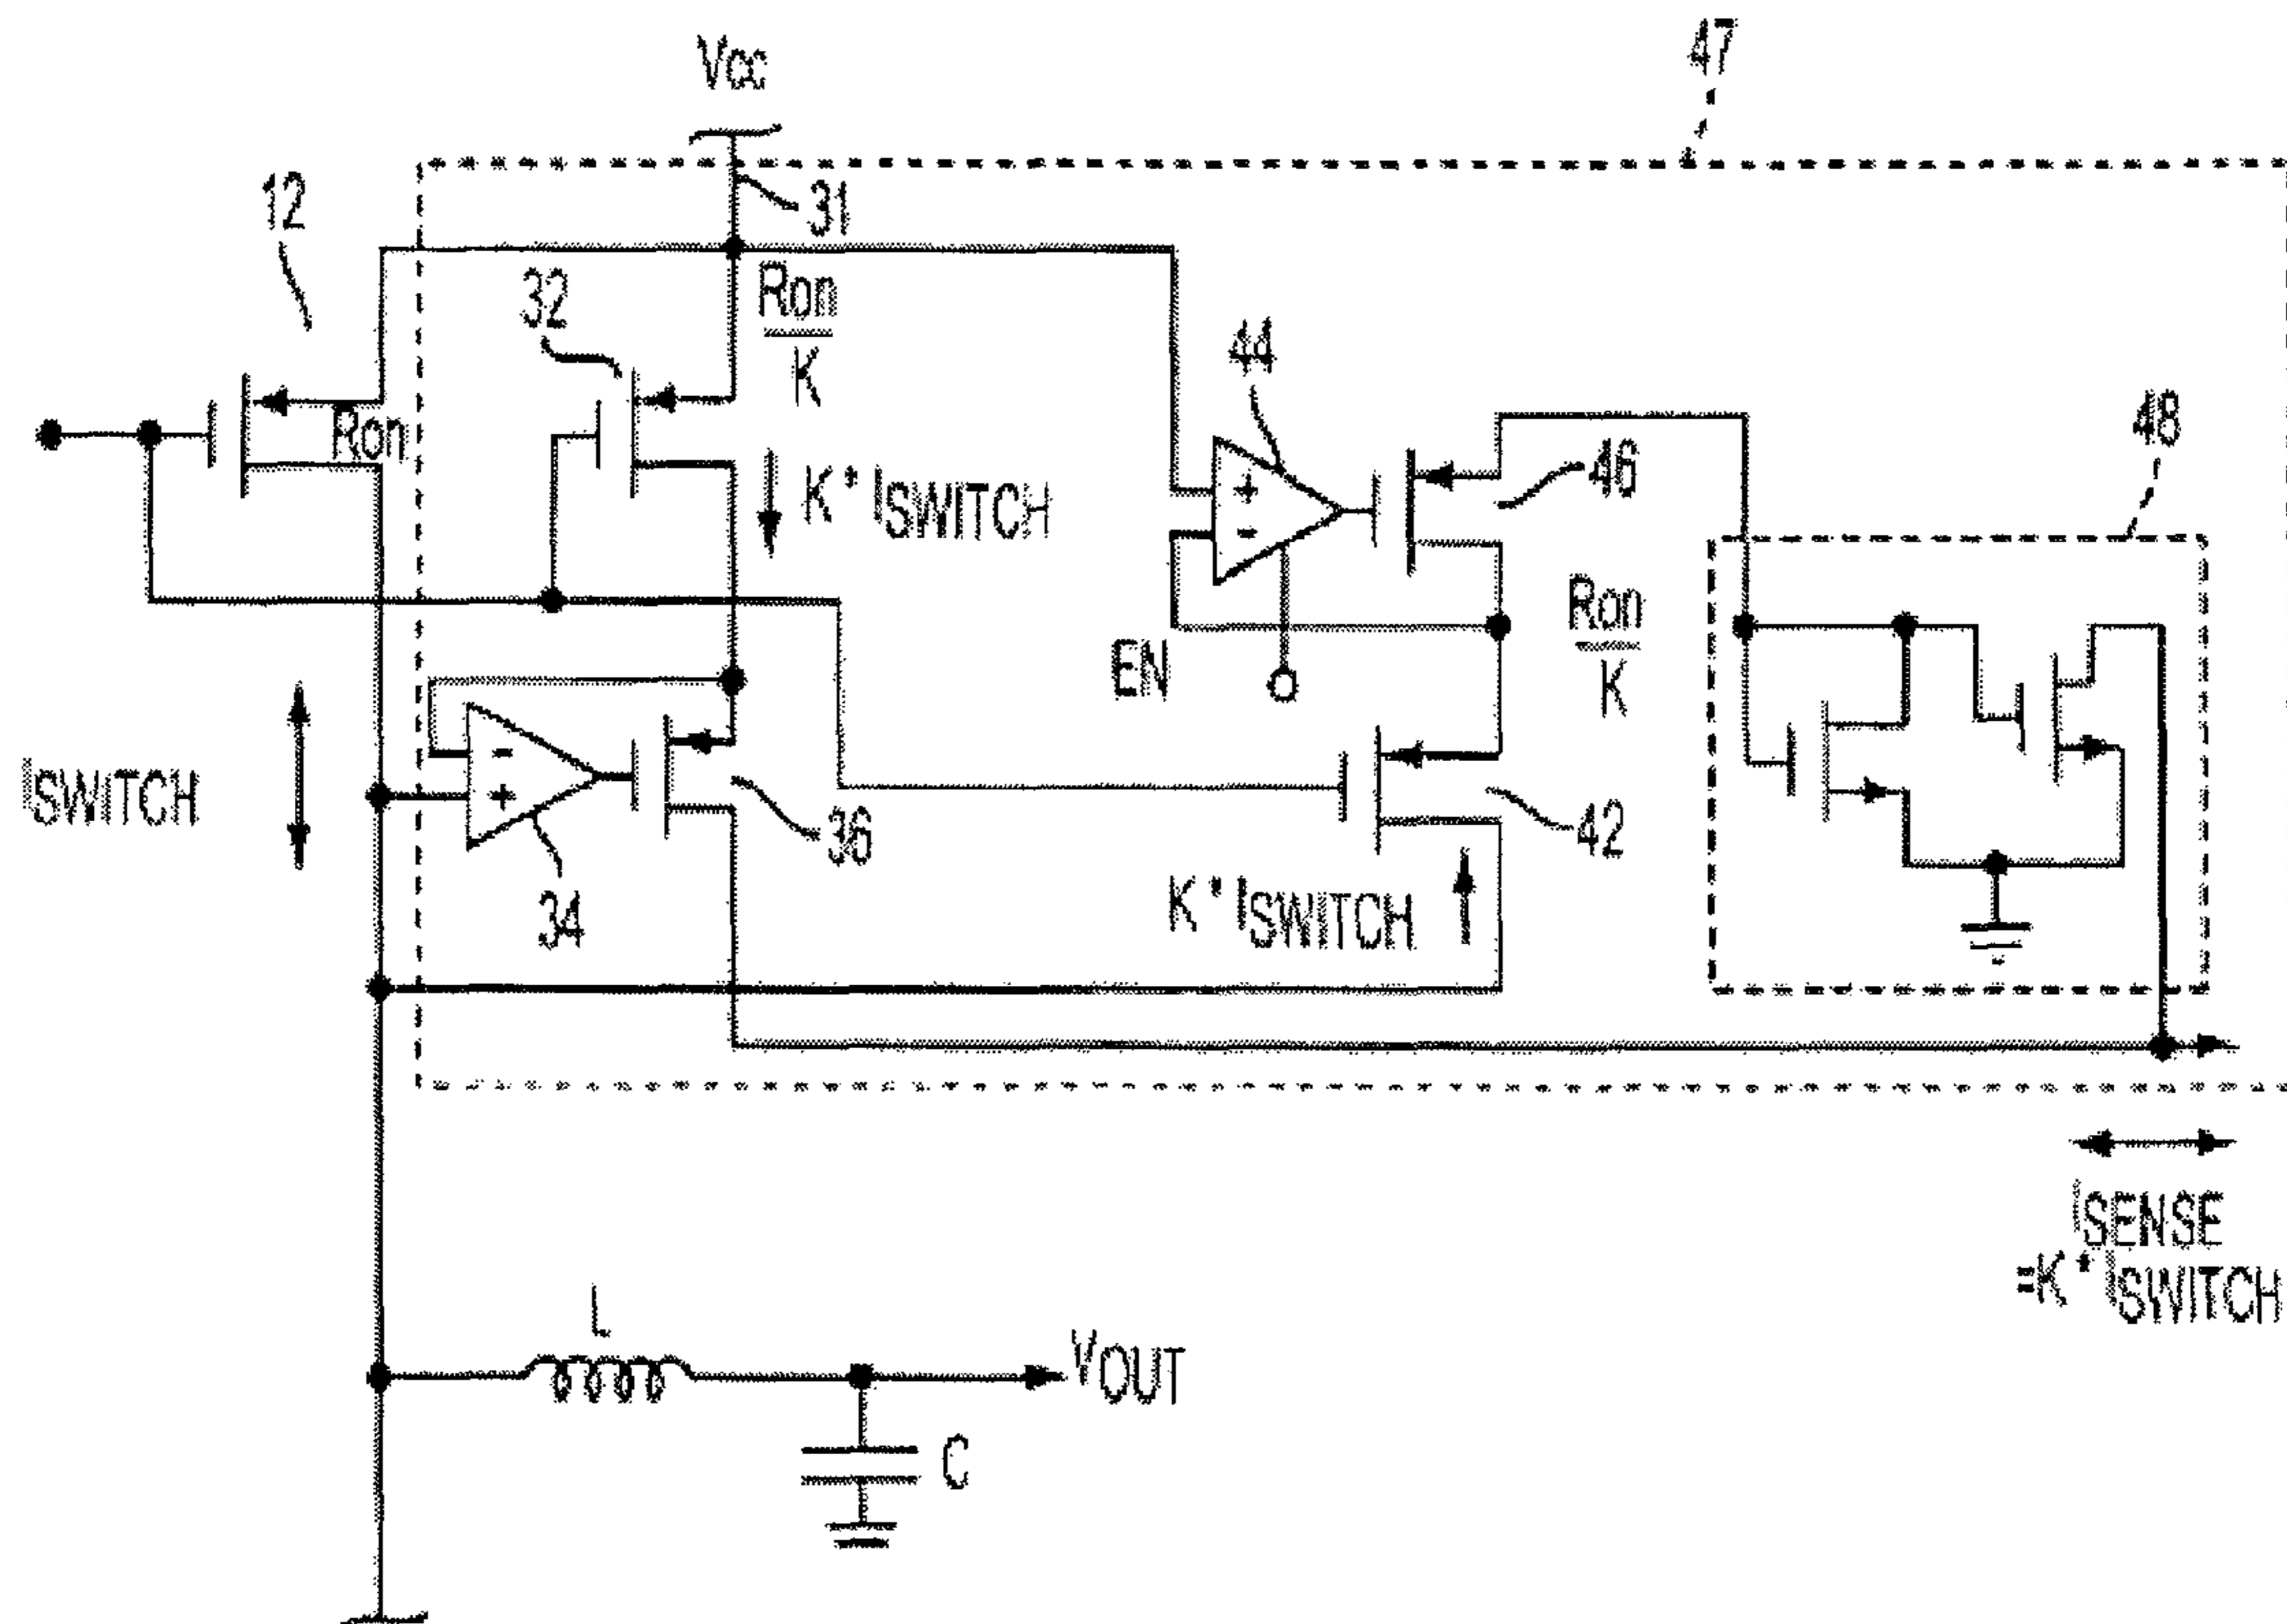 47
Vcc
31
12
32
Ron
K
44
48
Ron
K * ISWITCH
+
-
46
EN
Ron
K
ISWITCH
-
+
36
34
42
K * ISWITCH
L
VOUT
C
ISENSE
=K * ISWITCH